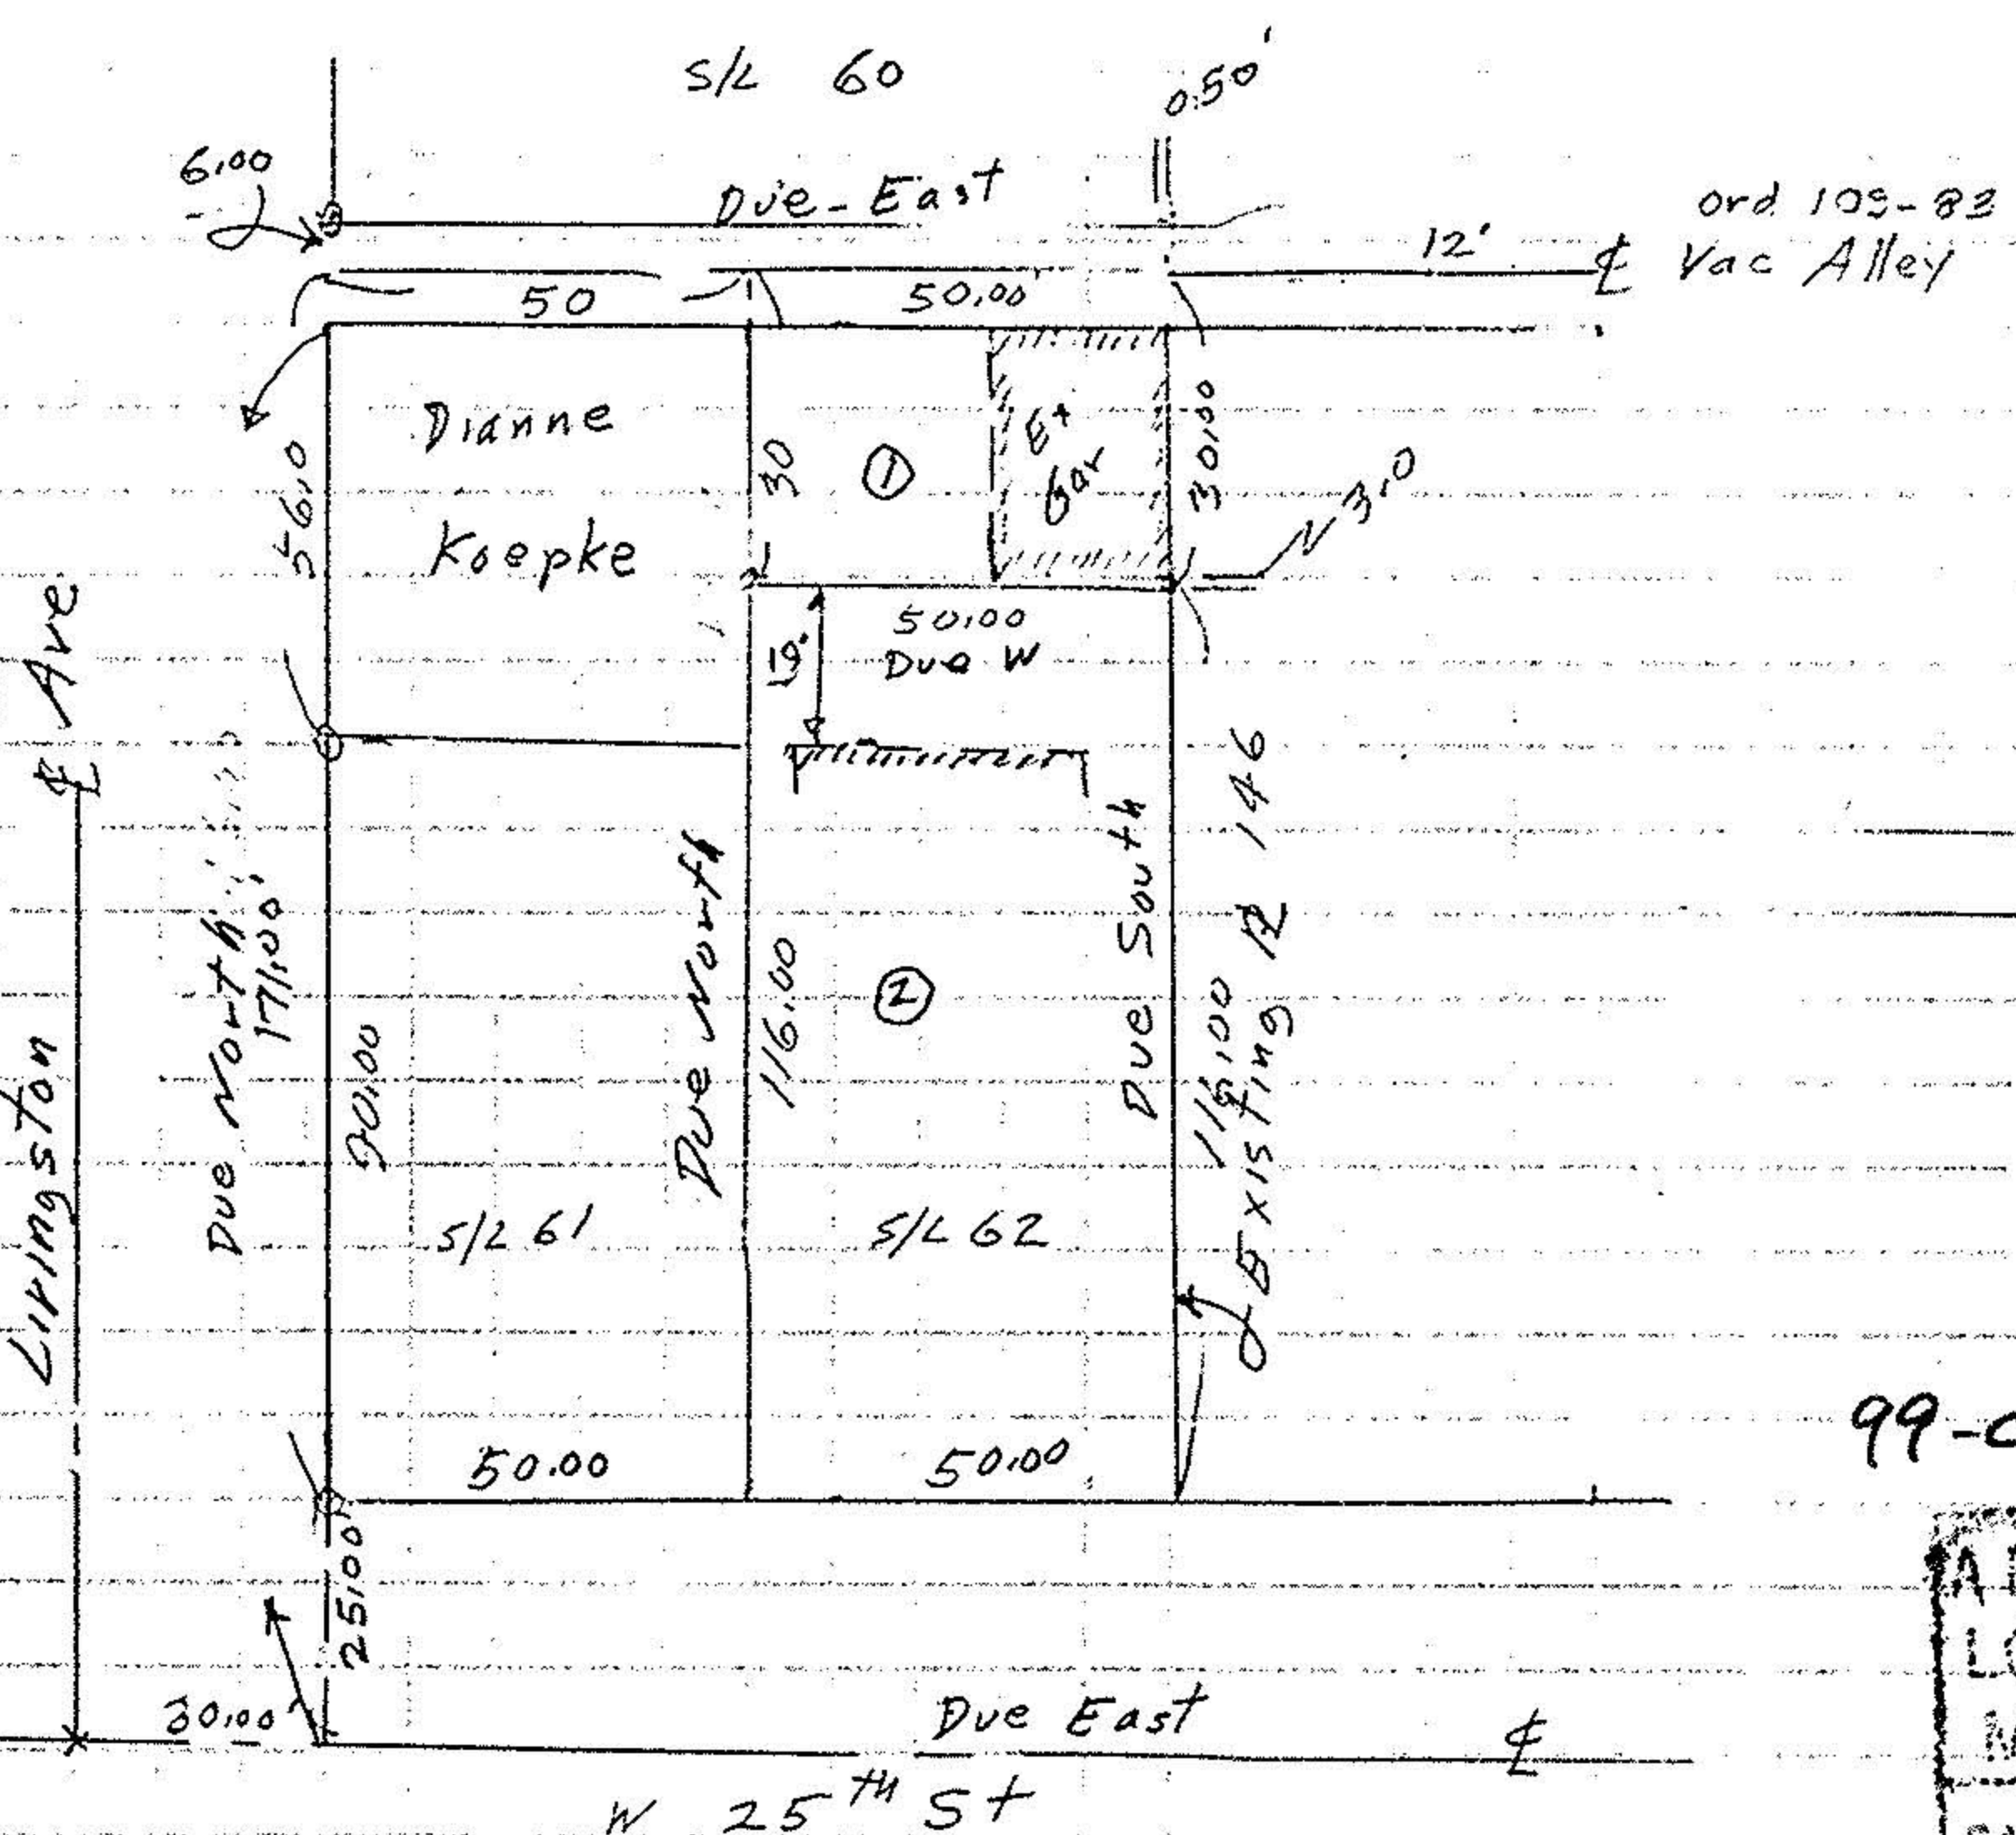 S/L 60
0.50'
6.00
Due-East
Ord 103-83
12'
℄ Vac Alley
50
50.00
Dianne
Koepke
56.0
30
1
Ex
Gar
30.00
N 3.0
50.00
Due W
19'
℄ Ave
Livingston
Due North
171.00
90.00
Due North
116.00
2
Due South
116.00
Existing ℄ 146
S/L 61
S/L 62
50.00
50.00
99-
25.00
30.00
Due East
℄
W 25th St